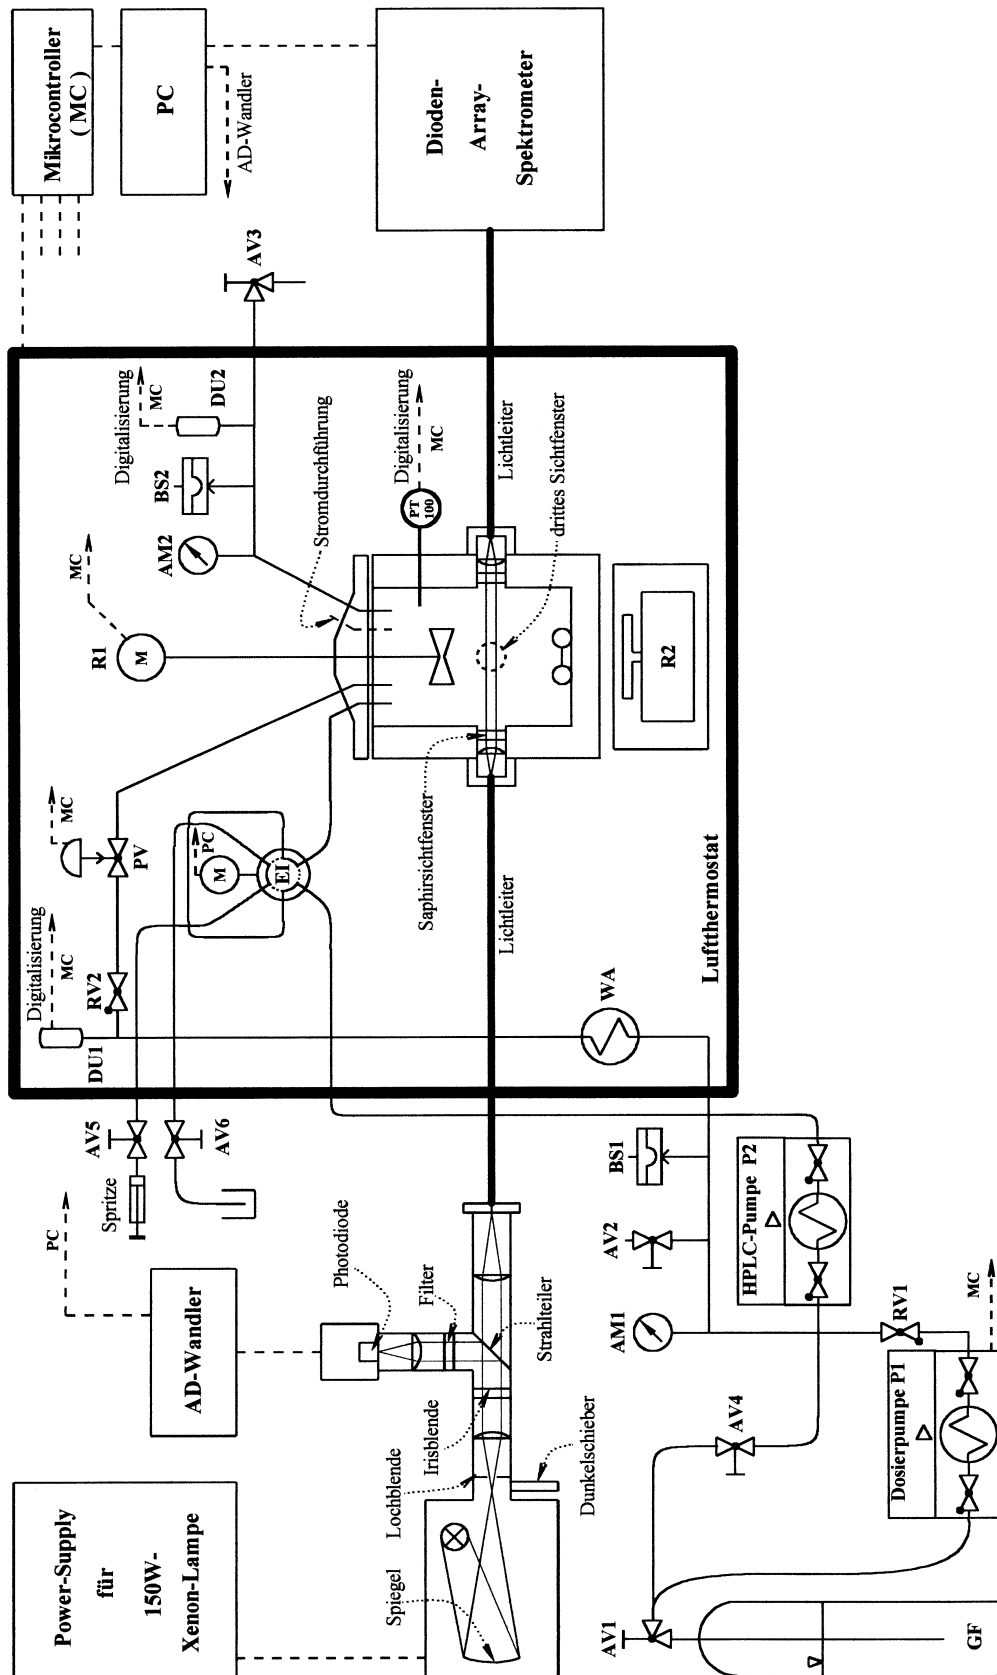 Mikrocontroller
( MC )
PC
AD-Wandler
Dioden-
Array-
Spektrometer
AV3
Digitalisierung
MC
DU2
BS2
AM2
MC
R1
M
Stromdurchführung
Digitalisierung
MC
PT
100
Lichtleiter
drittes Sichtfenster
R2
Saphirsichtfenster
MC
PV
PC
M
EI
Lichtleiter
Luftthermostat
Digitalisierung
MC
RV2
DU1
WA
AV5
AV6
Spritze
PC
AD-Wandler
Photodiode
Filter
Strahlteiler
Irisblende
Lochblende
Dunkelschieber
Spiegel
Power-Supply
für
150W-
Xenon-Lampe
BS1
AV2
AM1
HPLC-Pumpe P2
RV1
MC
Dosierpumpe P1
AV4
AV1
GF